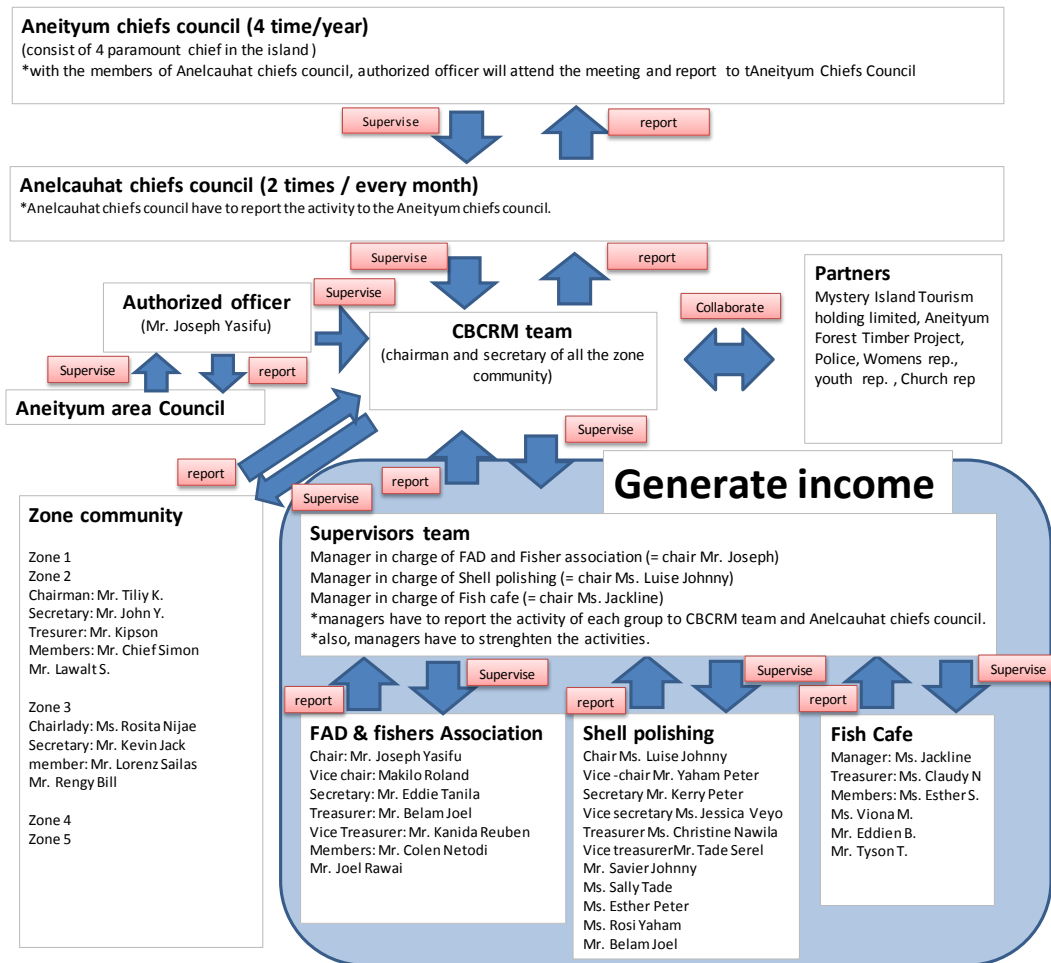 Aneityum chiefs council (4 time/year)
(consist of 4 paramount chief in the island )
*with the members of Anelcauhat chiefs council, authorized officer will attend the meeting and report to tAneityum Chiefs Council
Supervise
report
Anelcauhat chiefs council (2 times / every month)
*Anelcauhat chiefs council have to report the activity to the Aneityum chiefs council.
Supervise
report
Authorized officer
(Mr. Joseph Yasifu)
Supervise
CBCRM team
(chairman and secretary of all the zone
community)
Collaborate
Partners
Mystery Island Tourism
holding limited, Aneityum
Forest Timber Project,
Police, Womens rep.,
youth rep. , Church rep
Supervise
report
Aneityum area Council
report
Supervise
report
Supervise
Zone community
Zone 1
Zone 2
Chairman: Mr. Tiliy K.
Secretary: Mr. John Y.
Tresurer: Mr. Kipson
Members: Mr. Chief Simon
Mr. Lawalt S.
Zone 3
Chairlady: Ms. Rosita Nijae
Secretary: Mr. Kevin Jack
member: Mr. Lorenz Sailas
Mr. Rengy Bill
Zone 4
Zone 5
Generate income
Supervisors team
Manager in charge of FAD and Fisher association (= chair Mr. Joseph)
Manager in charge of Shell polishing (= chair Ms. Luise Johnny)
Manager in charge of Fish cafe (= chair Ms. Jackline)
*managers have to report the activity of each group to CBCRM team and Anelcauhat chiefs council.
*also, managers have to strenghten the activities.
report
Supervise
report
Supervise
report
Supervise
FAD & fishers Association
Chair: Mr. Joseph Yasifu
Vice chair: Makilo Roland
Secretary: Mr. Eddie Tanila
Treasurer: Mr. Belam Joel
Vice Treasurer: Mr. Kanida Reuben
Members: Mr. Colen Netodi
Mr. Joel Rawai
Shell polishing
Chair Ms. Luise Johnny
Vice -chair Mr. Yaham Peter
Secretary Mr. Kerry Peter
Vice secretary Ms. Jessica Veyo
Treasurer Ms. Christine Nawila
Vice treasurerMr. Tade Serel
Mr. Savier Johnny
Ms. Sally Tade
Ms. Esther Peter
Ms. Rosi Yaham
Mr. Belam Joel
Fish Cafe
Manager: Ms. Jackline
Treasurer: Ms. Claudy N
Members: Ms. Esther S.
Ms. Viona M.
Mr. Eddien B.
Mr. Tyson T.